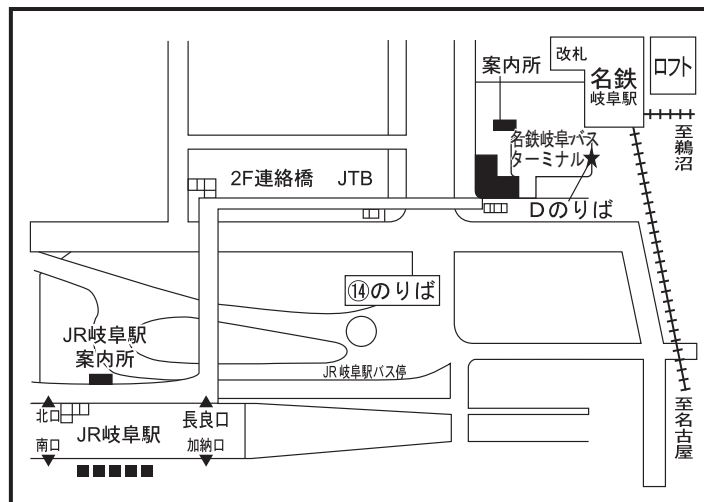 改札
案内所
名鉄
岐阜駅
ロフト
名鉄岐阜バス
ターミナル★
至鵜沼
2F連絡橋 JTB
Dのりば
⑭のりば
JR岐阜駅
案内所
JR岐阜駅バス停
北口
長良口
南口
JR岐阜駅
加納口
至名古屋